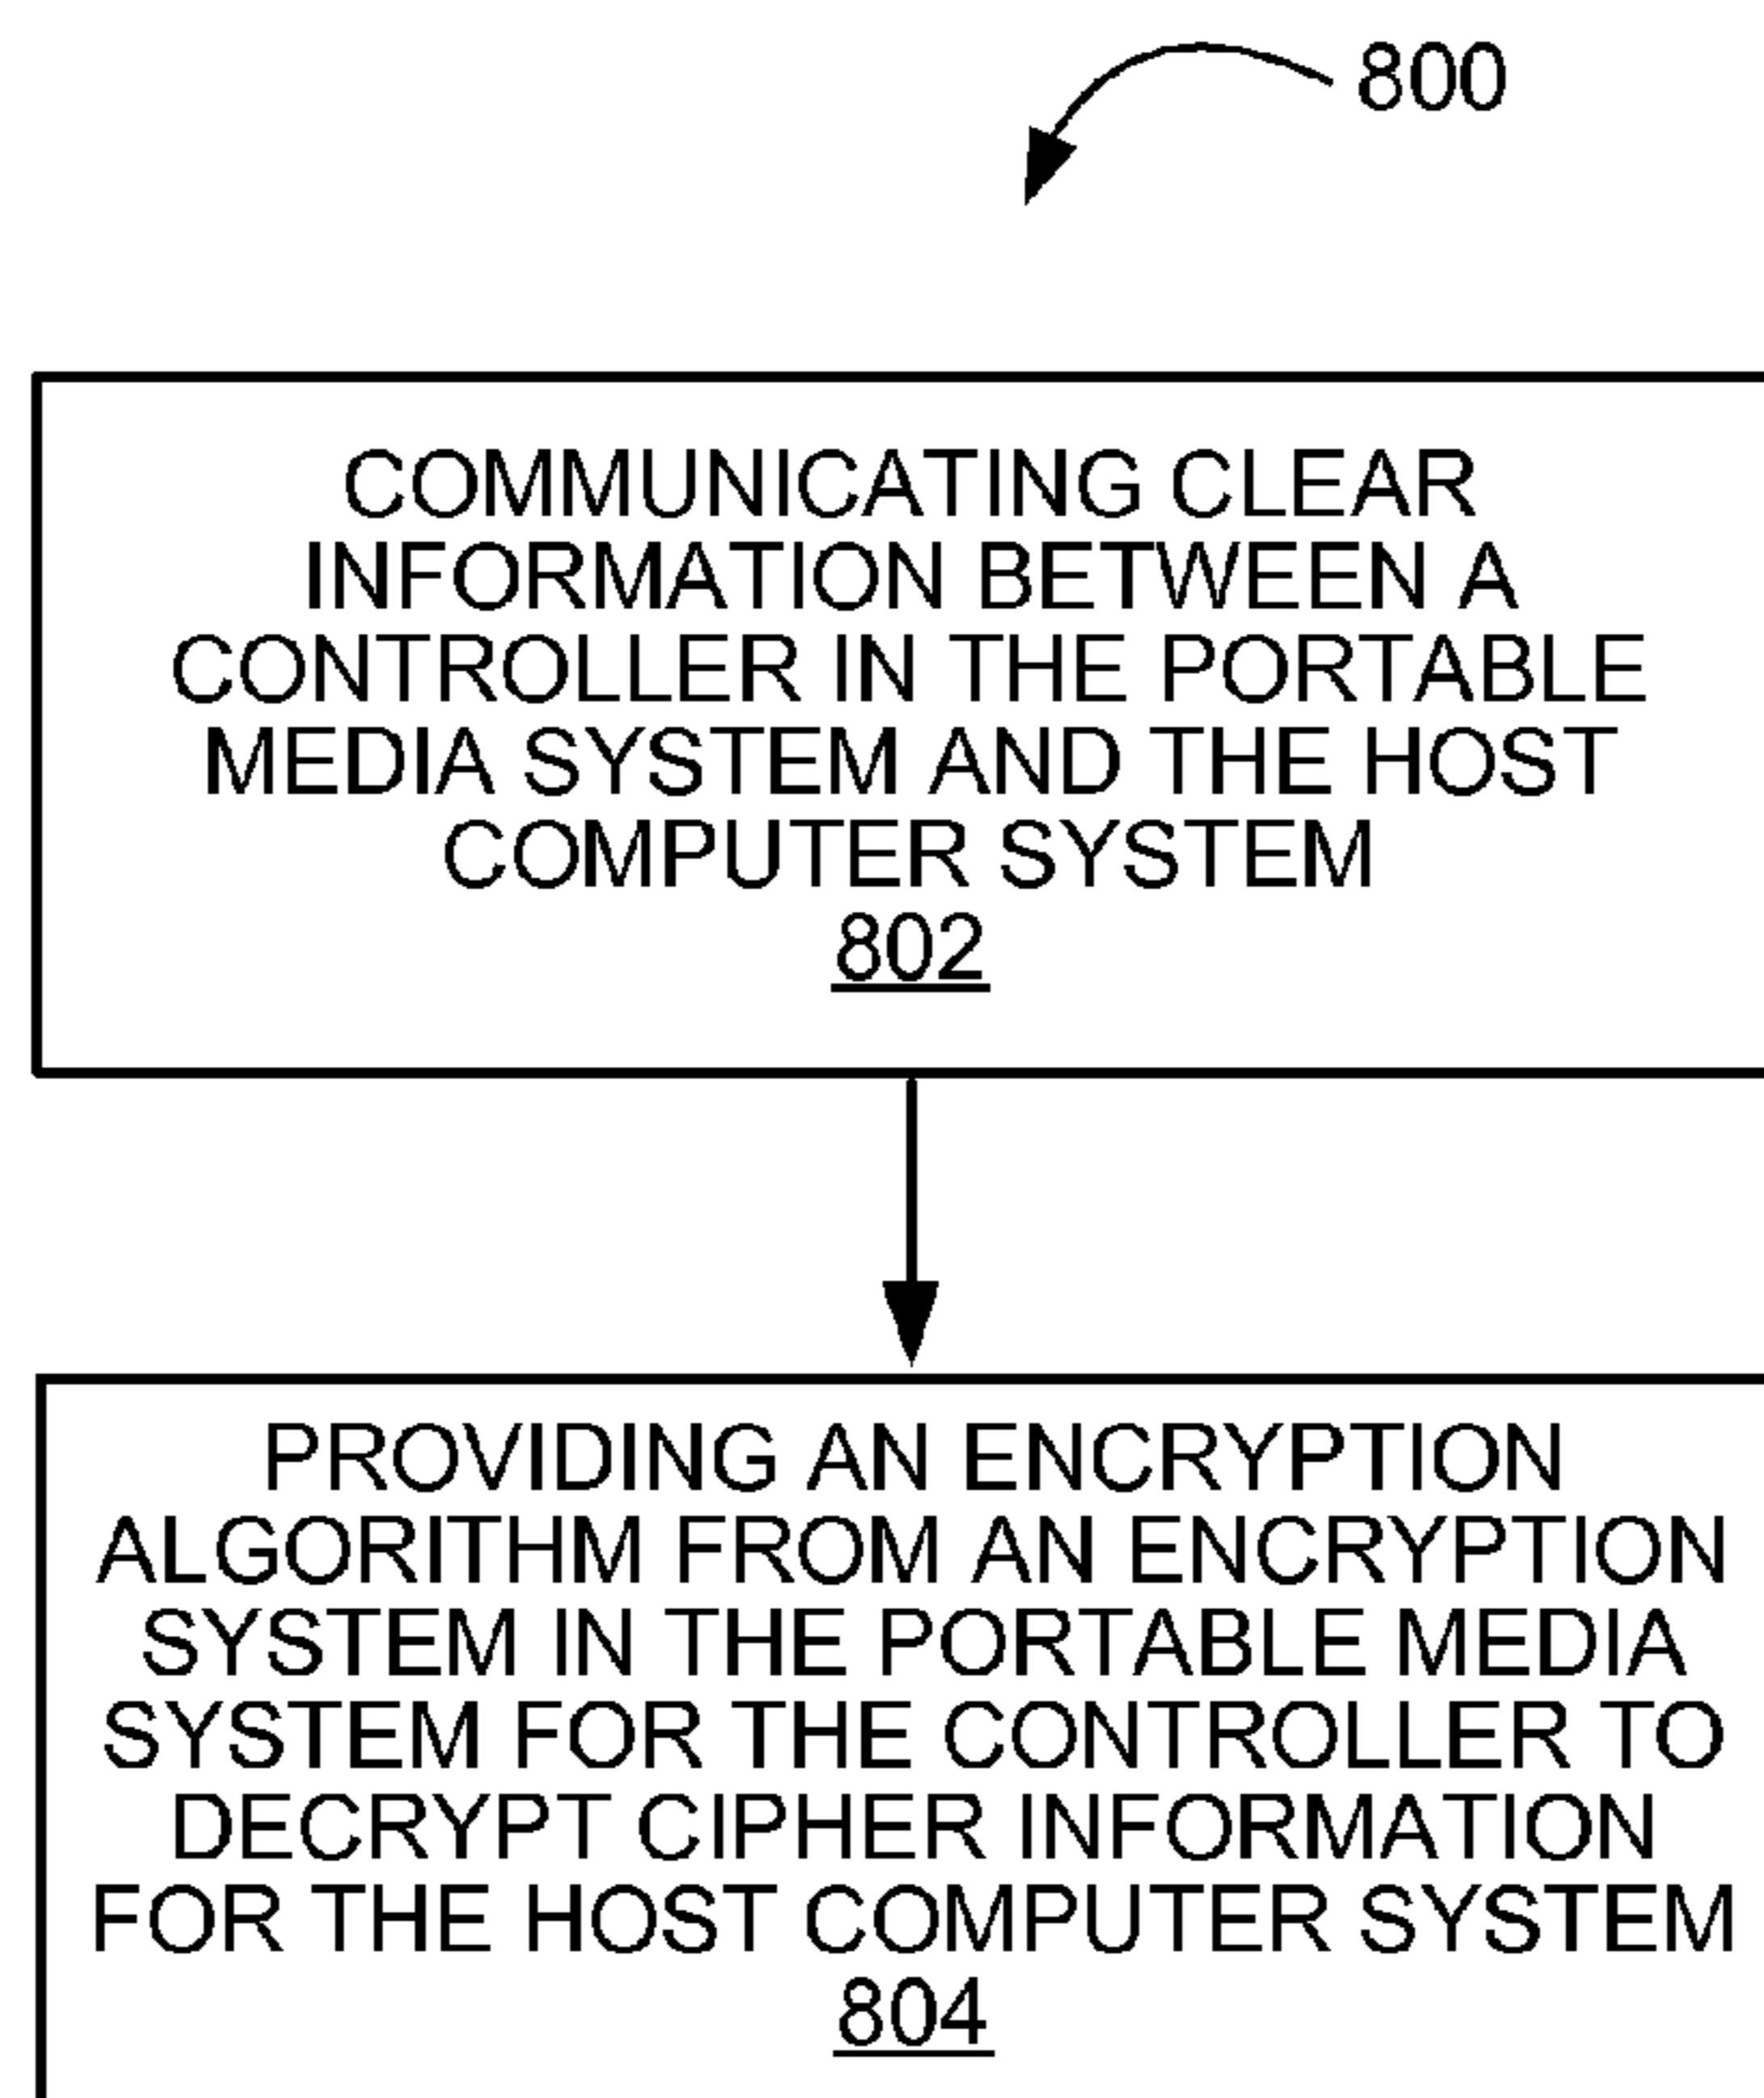 800
COMMUNICATING CLEAR
INFORMATION BETWEEN A
CONTROLLER IN THE PORTABLE
MEDIA SYSTEM AND THE HOST
COMPUTER SYSTEM
802
PROVIDING AN ENCRYPTION
ALGORITHM FROM AN ENCRYPTION
SYSTEM IN THE PORTABLE MEDIA
SYSTEM FOR THE CONTROLLER TO
DECRYPT CIPHER INFORMATION
FOR THE HOST COMPUTER SYSTEM
804